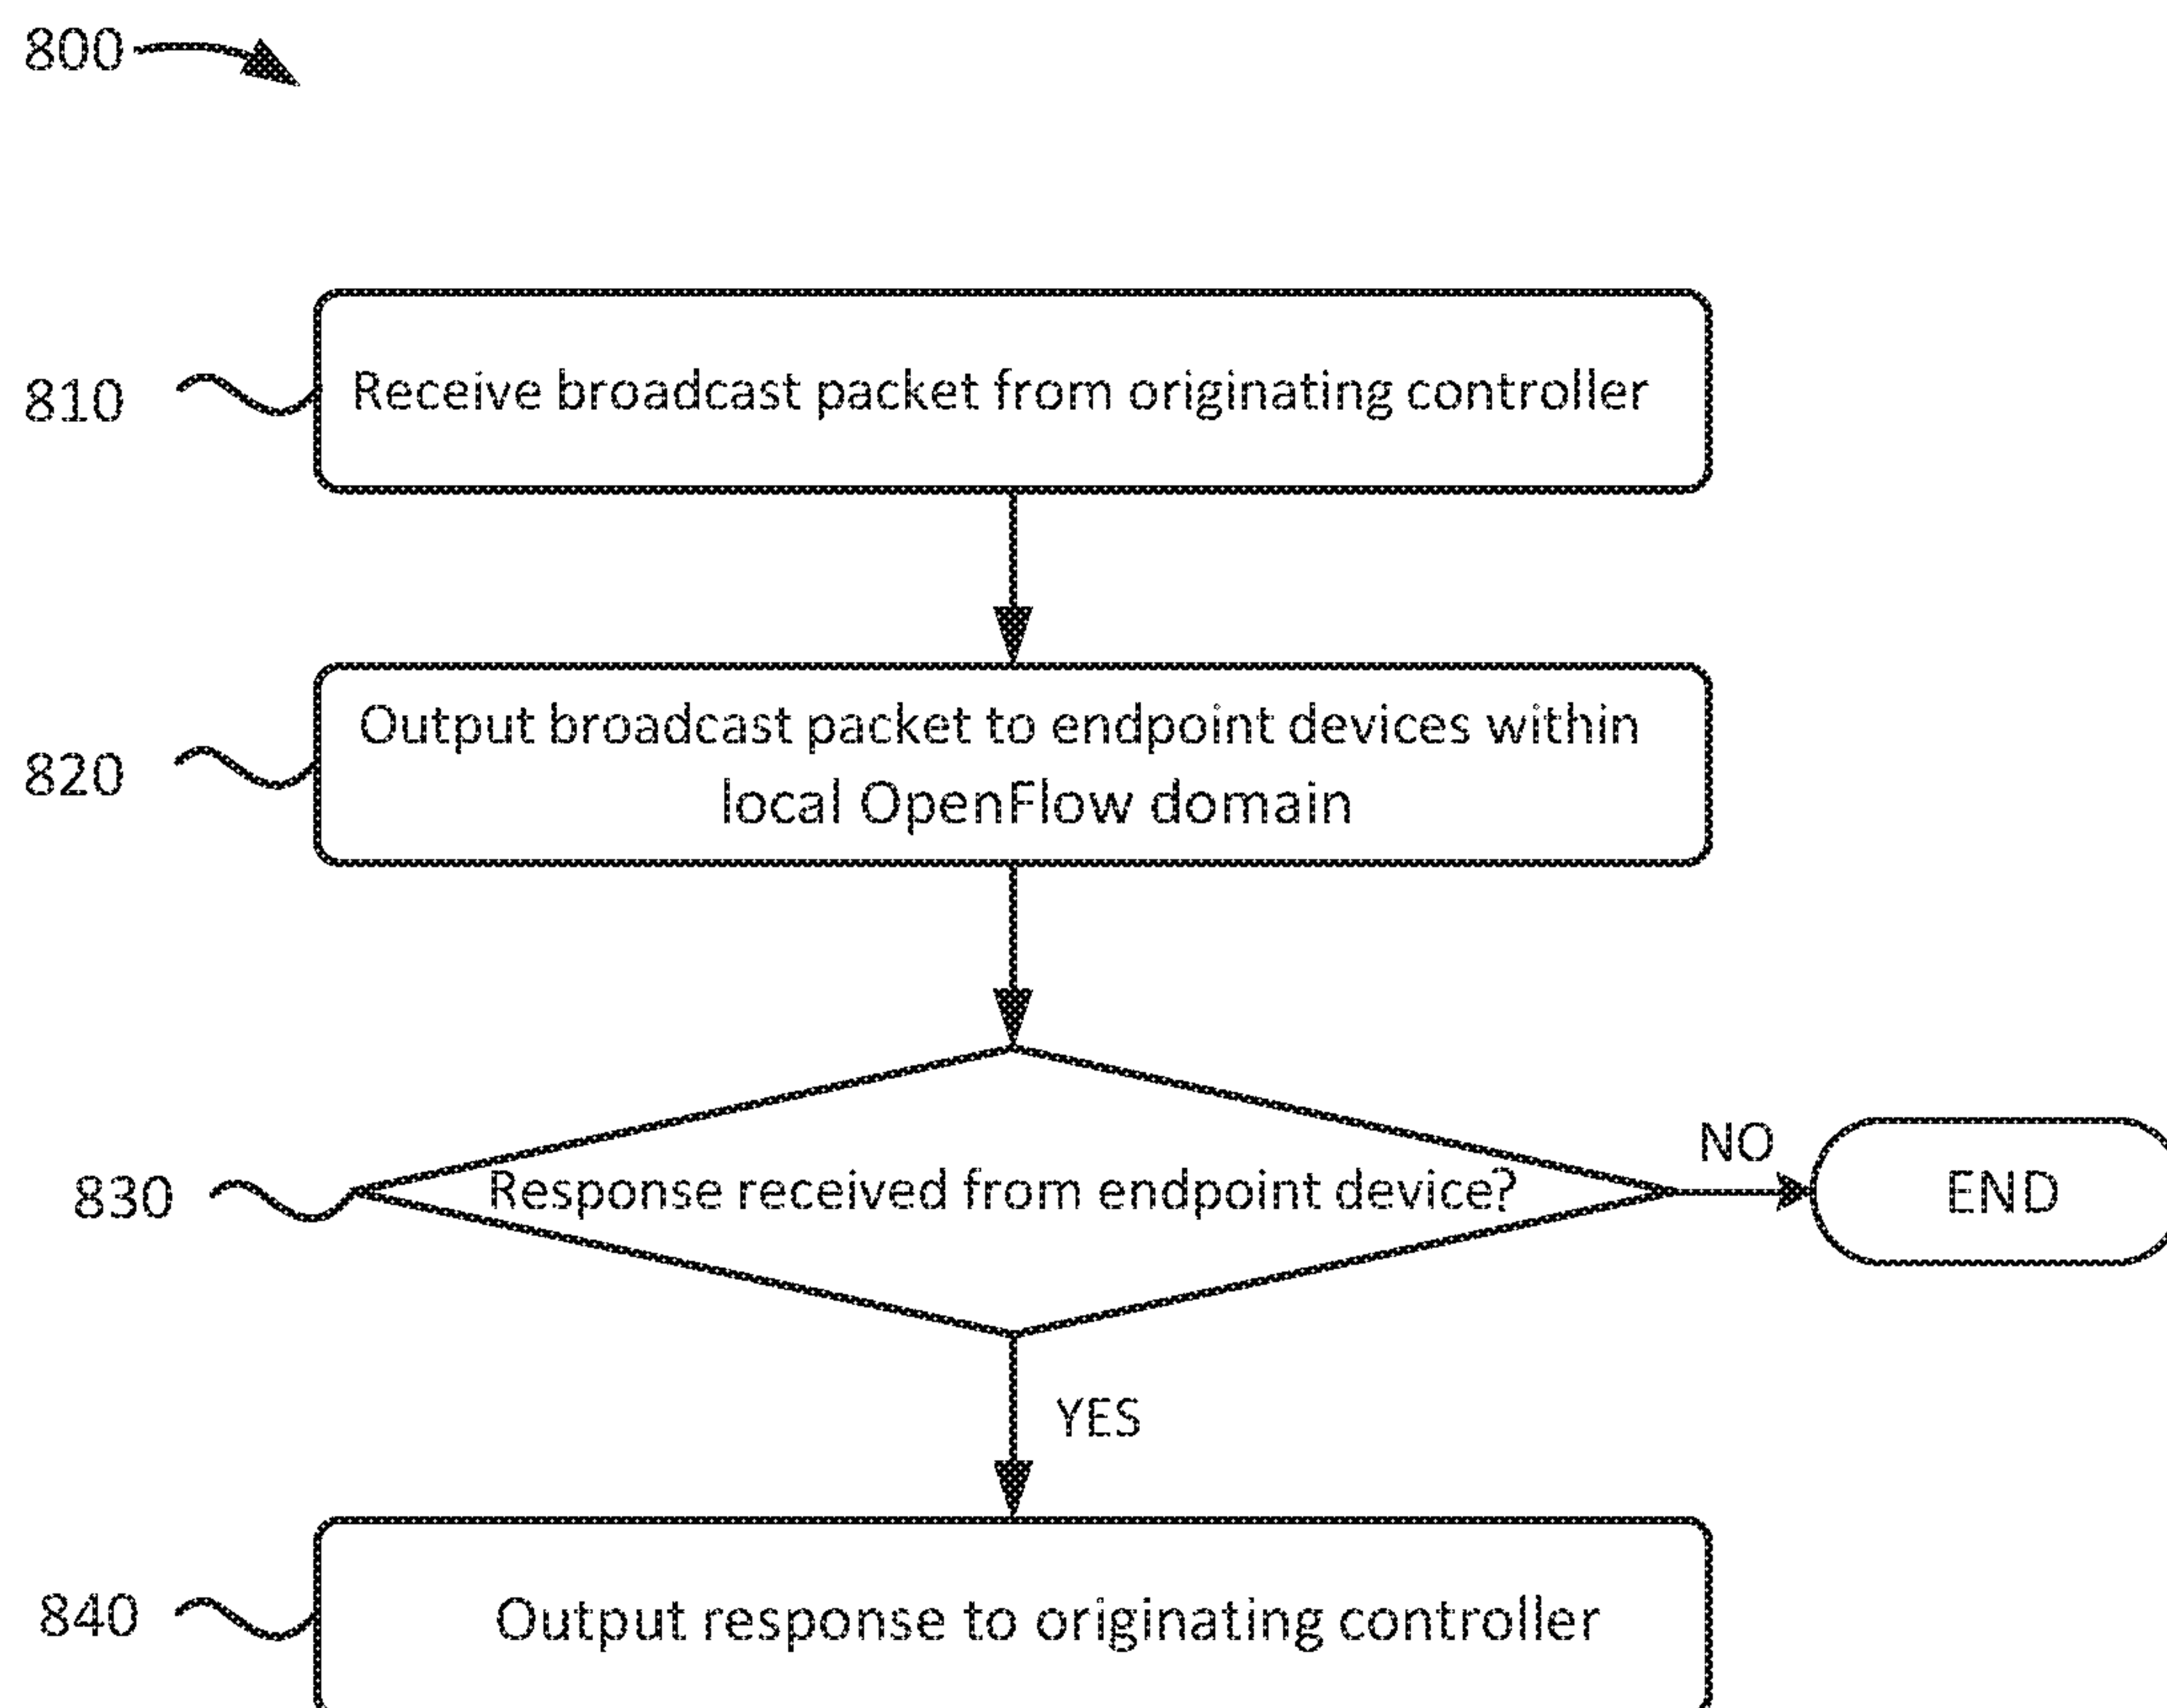 800
810
Receive broadcast packet from originating controller
820
Output broadcast packet to endpoint devices within
local OpenFlow domain
830
Response received from endpoint device?
NO
END
YES
840
Output response to originating controller